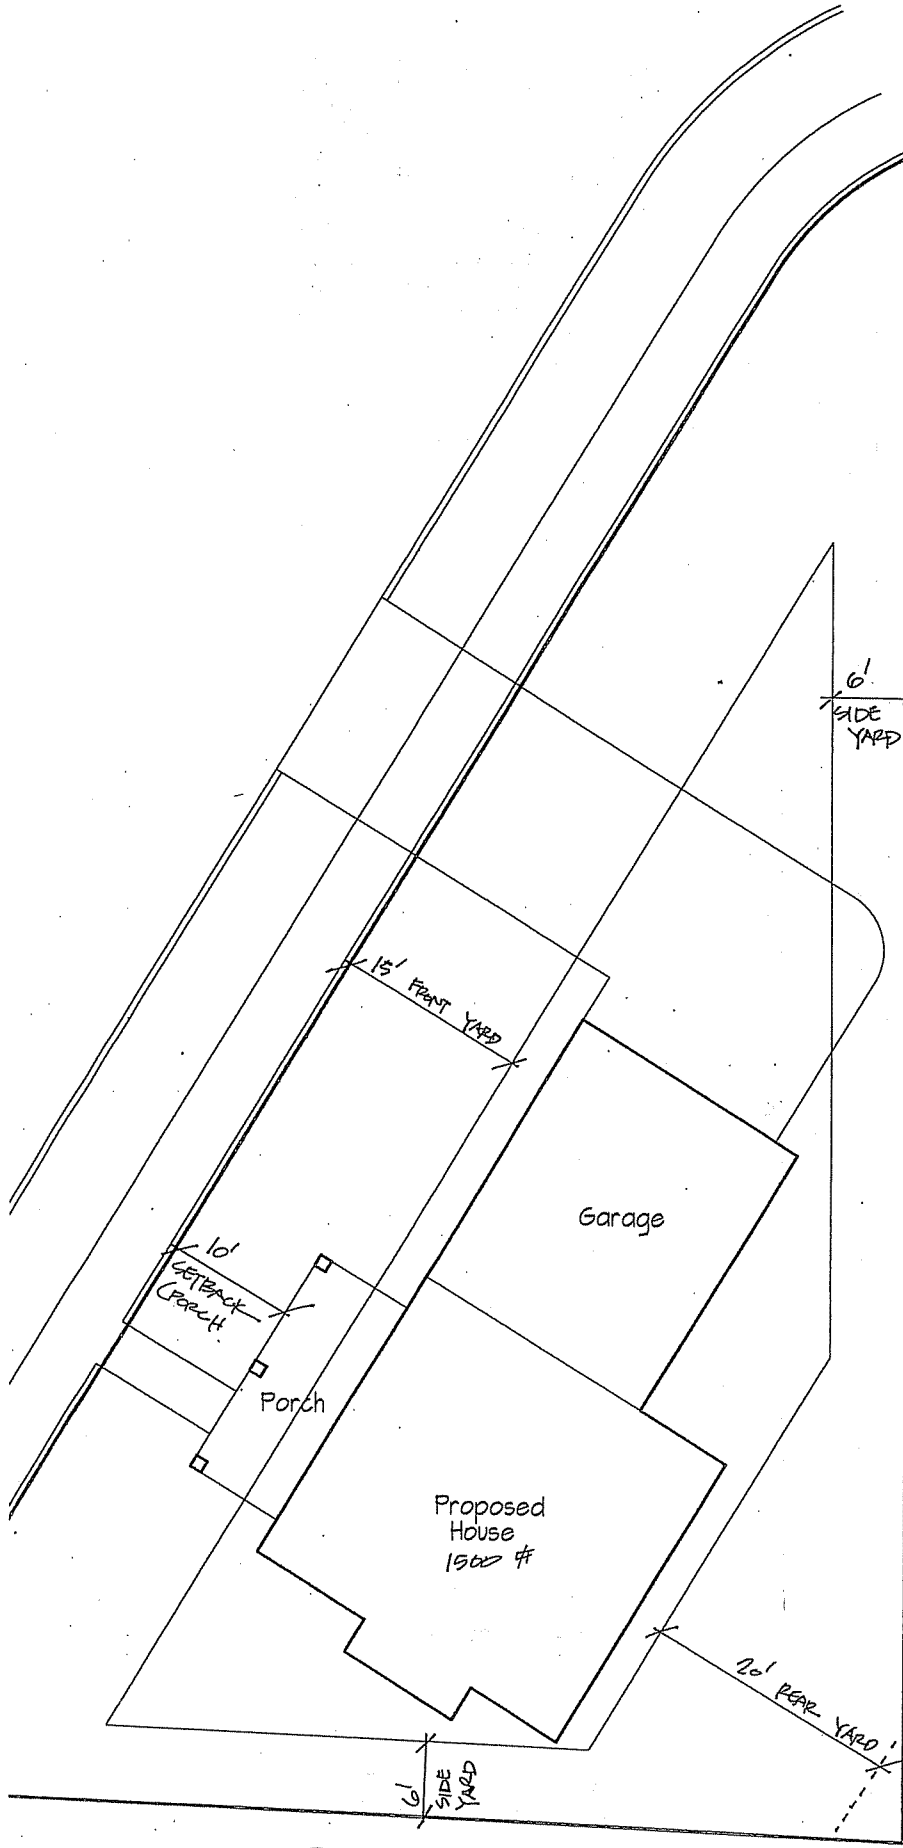 6'
SIDE
YARD
15' FRONT YARD
Garage
10'
SETBACK
(PORCH.
Porch
Proposed
House
1500 #
20' REAR YARD
6'
SIDE
YARD